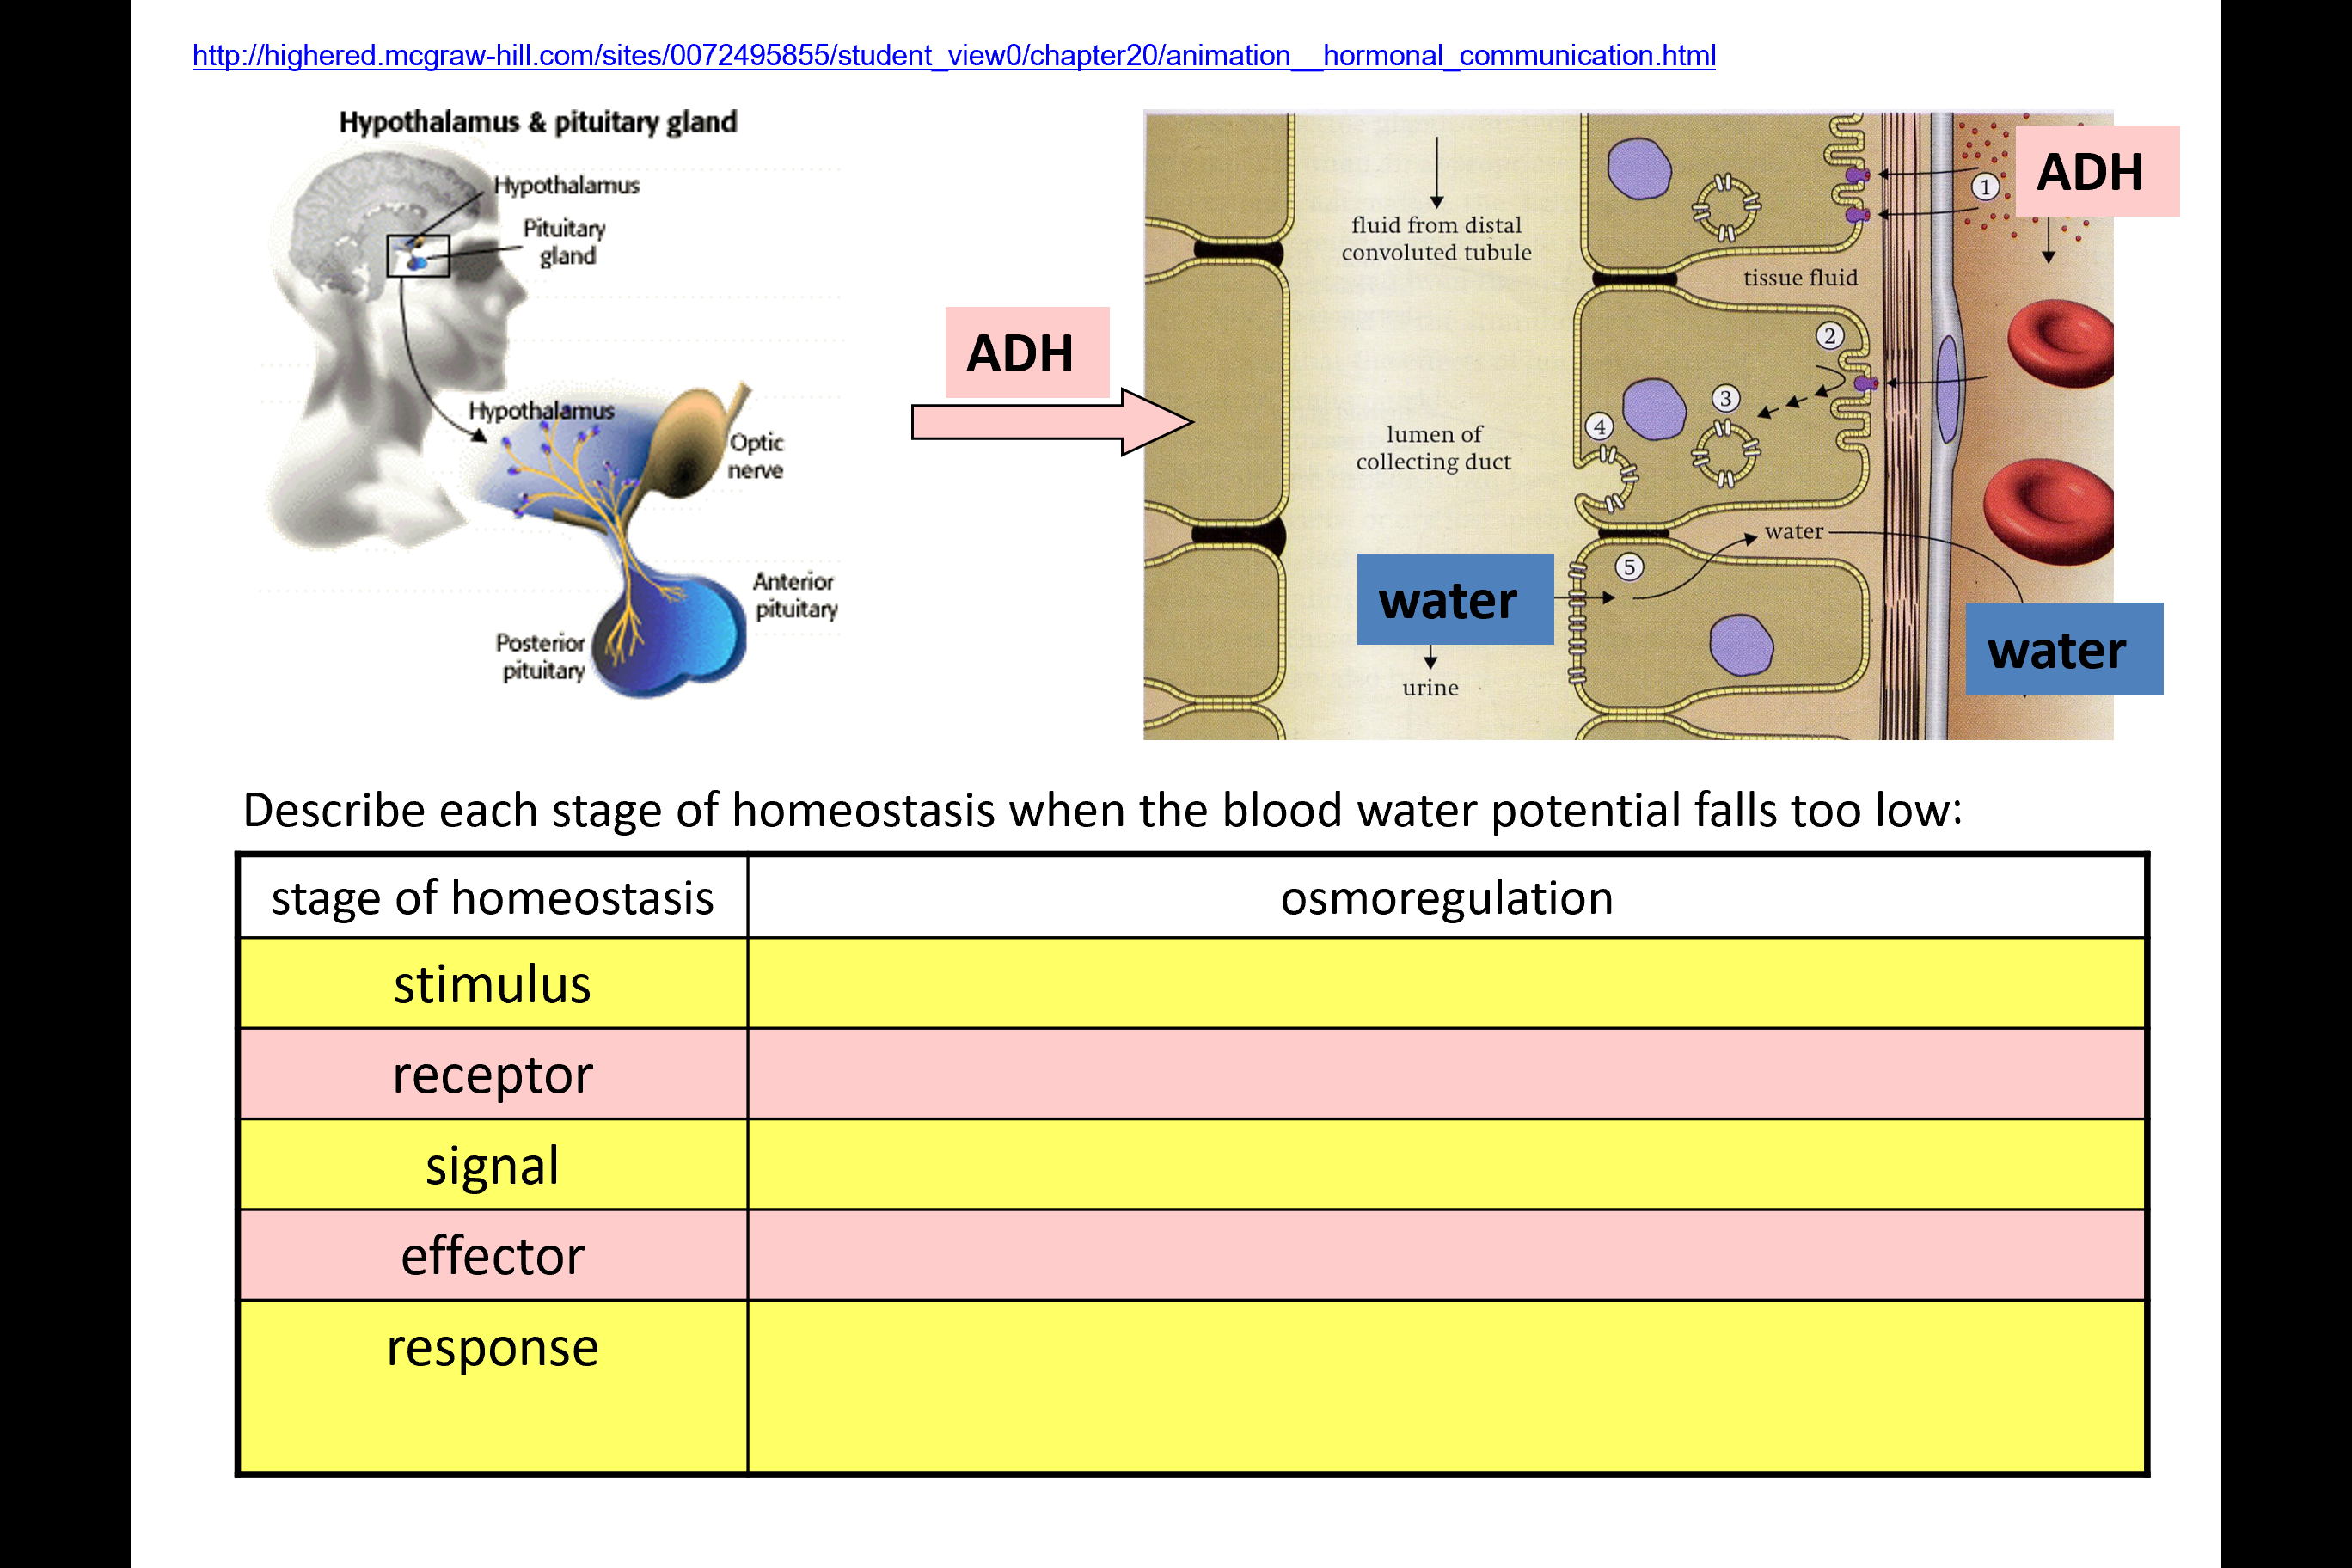 http://highered.mcgraw-hill.com/sites/0072495855/student_view0/chapter20/animation__hormonal_communication.html
Hypothalamus & pituitary gland
Hypothalamus
Pituitary
gland
Hypothalamus
Optic
nerve
Anterior
pituitary
Posterior
pituitary
ADH
fluid from distal
convoluted tubule
ADH
1
tissue fluid
2
3
4
lumen of
collecting duct
water
5
water
water
urine
Describe each stage of homeostasis when the blood water potential falls too low:
stage of homeostasis
osmoregulation
stimulus
receptor
signal
effector
response